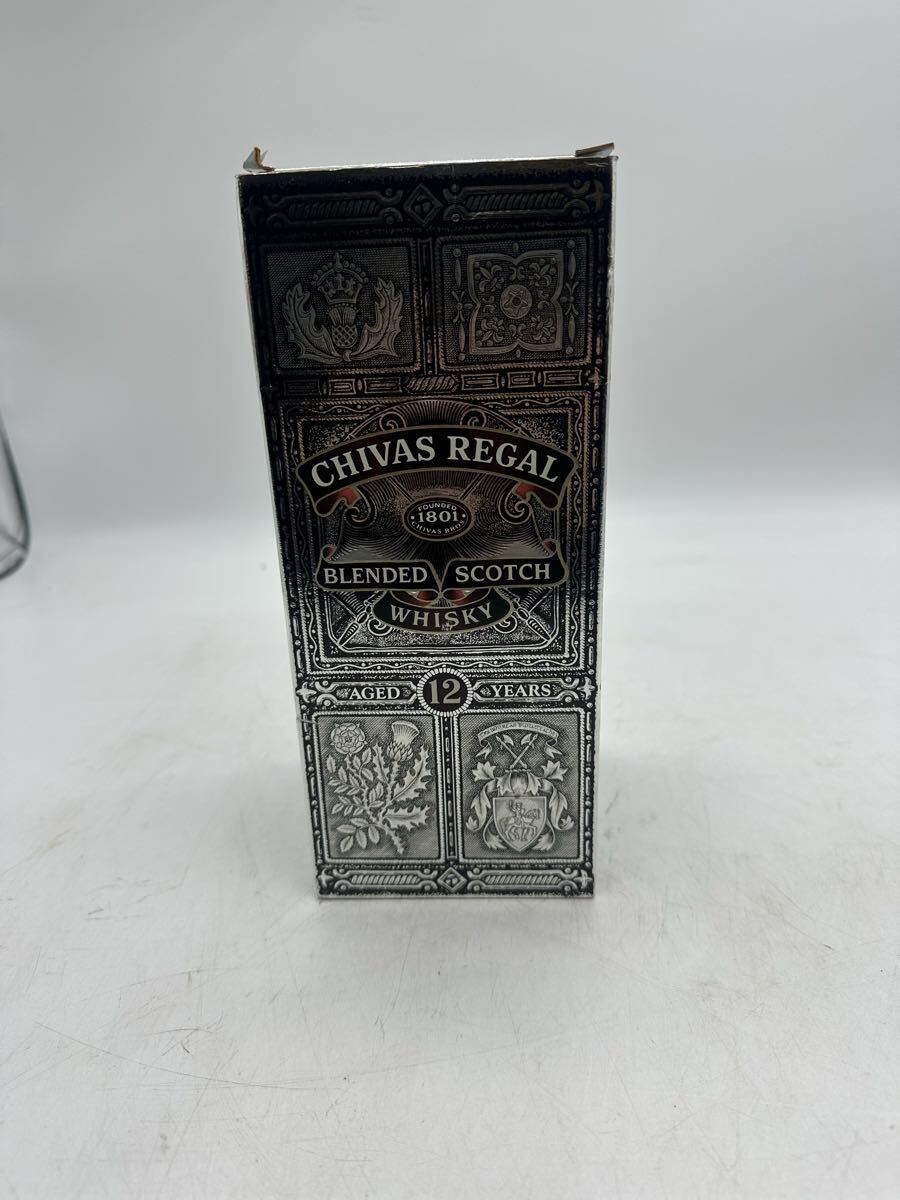 CHIVAS REGAL
FOUNDED
1801
CHIVAS BROS
BLENDED SCOTCH
WHISKY
AGED 12 YEARS